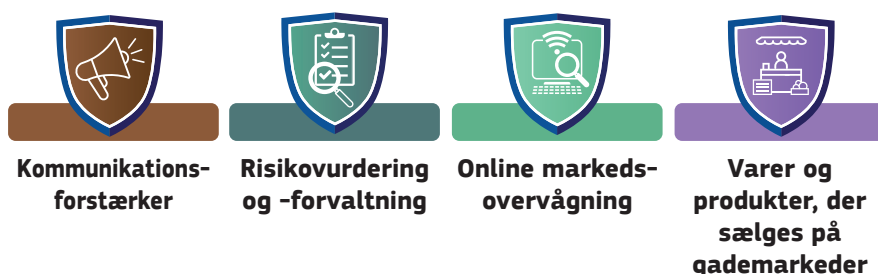 Kommunikations-
forstærker
Risikovurdering
og -forvaltning
Online markeds-
overvågning
Varer og
produkter, der
sælges på
gademarkeder